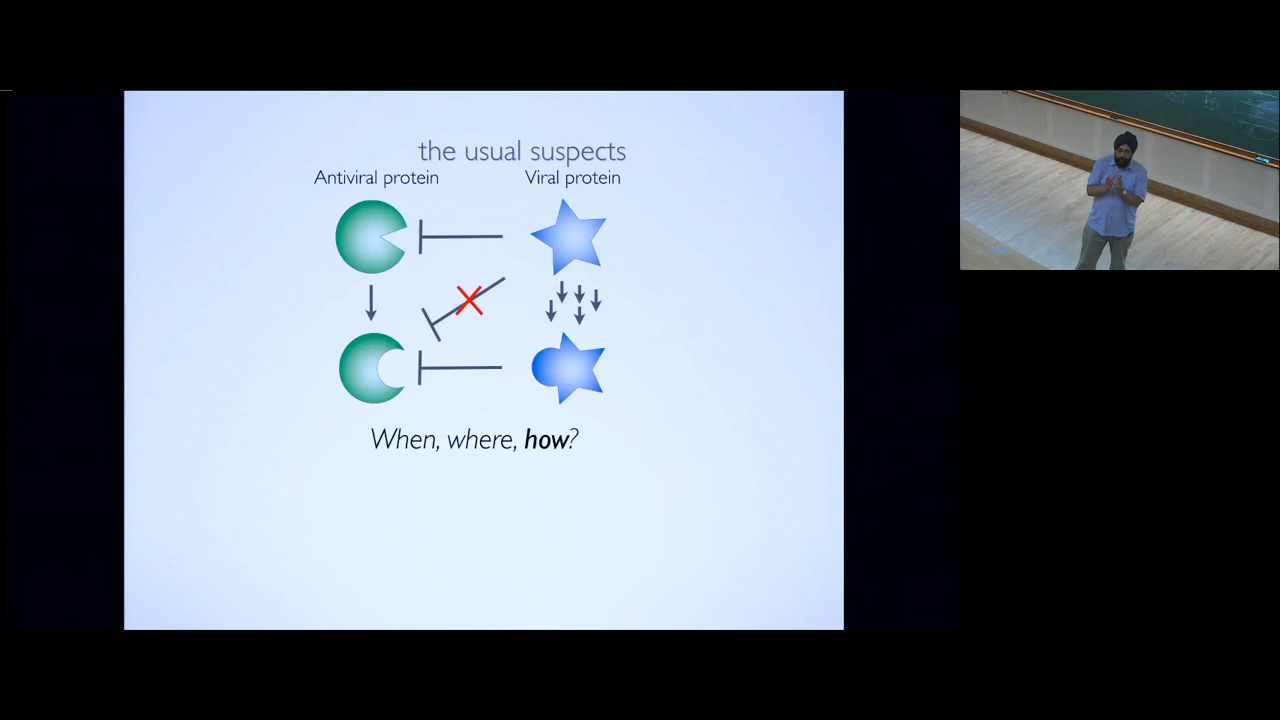 the usual suspects
Antiviral protein
Viral protein
When, where, how?